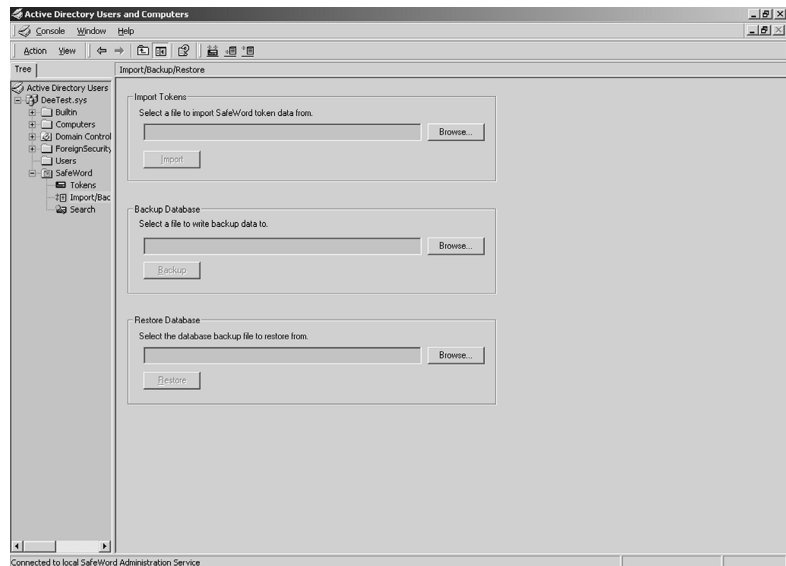 Active Directory Users and Computers
Console Window Help
Action View
Tree
Import/Backup/Restore
Active Directory Users
DeeTest.sys
Builtin
Computers
Domain Control
ForeignSecurity
Users
SafeWord
Tokens
Import/Bac
Search
Import Tokens
Select a file to import SafeWord token data from.
Browse...
Import
Backup Database
Select a file to write backup data to.
Browse...
Backup
Restore Database
Select the database backup file to restore from.
Browse...
Restore
Connected to local SafeWord Administration Service